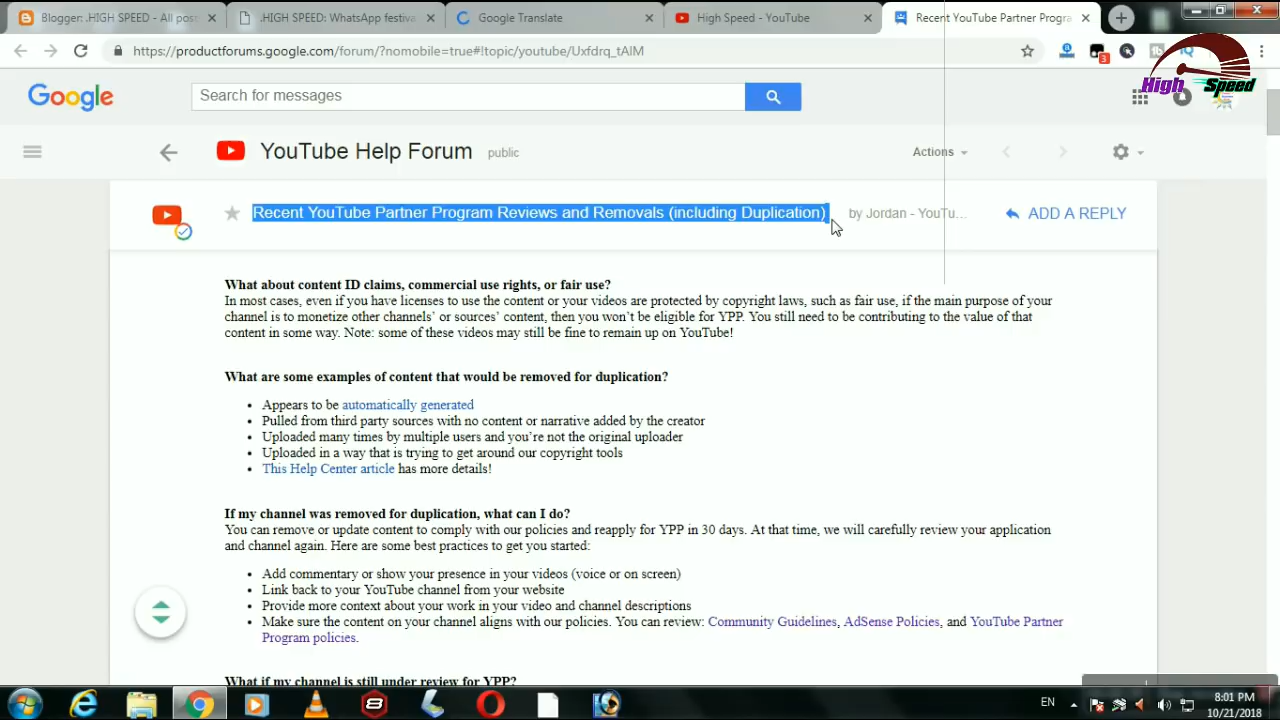 Blogger: .HIGH SPEED - All post
.HIGH SPEED: WhatsApp festiva
Google Translate
High Speed - YouTube
Recent YouTube Partner Progra
https://productforums.google.com/forum/?nomobile=true#!topic/youtube/Uxfdrq_tAlM
3
Google
Search for messages
High Speed
YouTube Help Forum public
Actions
Recent YouTube Partner Program Reviews and Removals (including Duplication)
by Jordan - YouTu...
ADD A REPLY
What about content ID claims, commercial use rights, or fair use?
In most cases, even if you have licenses to use the content or your videos are protected by copyright laws, such as fair use, if the main purpose of your
channel is to monetize other channels’ or sources’ content, then you won’t be eligible for YPP. You still need to be contributing to the value of that
content in some way. Note: some of these videos may still be fine to remain up on YouTube!
What are some examples of content that would be removed for duplication?
• Appears to be automatically generated
• Pulled from third party sources with no content or narrative added by the creator
• Uploaded many times by multiple users and you’re not the original uploader
• Uploaded in a way that is trying to get around our copyright tools
• This Help Center article has more details!
If my channel was removed for duplication, what can I do?
You can remove or update content to comply with our policies and reapply for YPP in 30 days. At that time, we will carefully review your application
and channel again. Here are some best practices to get you started:
• Add commentary or show your presence in your videos (voice or on screen)
• Link back to your YouTube channel from your website
• Provide more context about your work in your video and channel descriptions
• Make sure the content on your channel aligns with our policies. You can review: Community Guidelines, AdSense Policies, and YouTube Partner
Program policies.
What if my channel is still under review for YPP?
EN
8:01 PM
10/21/2018